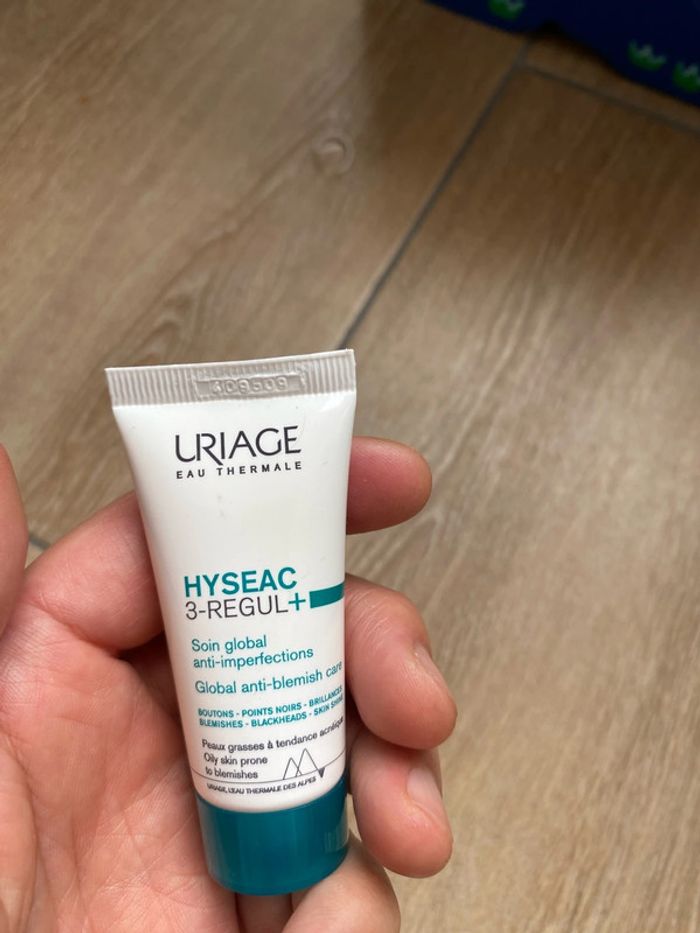 URIAGE
EAU THERMALE
HYSEAC
3-REGUL+
Soin global
anti-imperfections
Global anti-blemish care
BOUTONS - POINTS NOIRS - BRILLANCES
BLEMISHES - BLACKHEADS - SKIN SHINE
Peaux grasses à tendance acnéique
Oily skin prone
to blemishes
URIAGE, L'EAU THERMALE DES ALPES